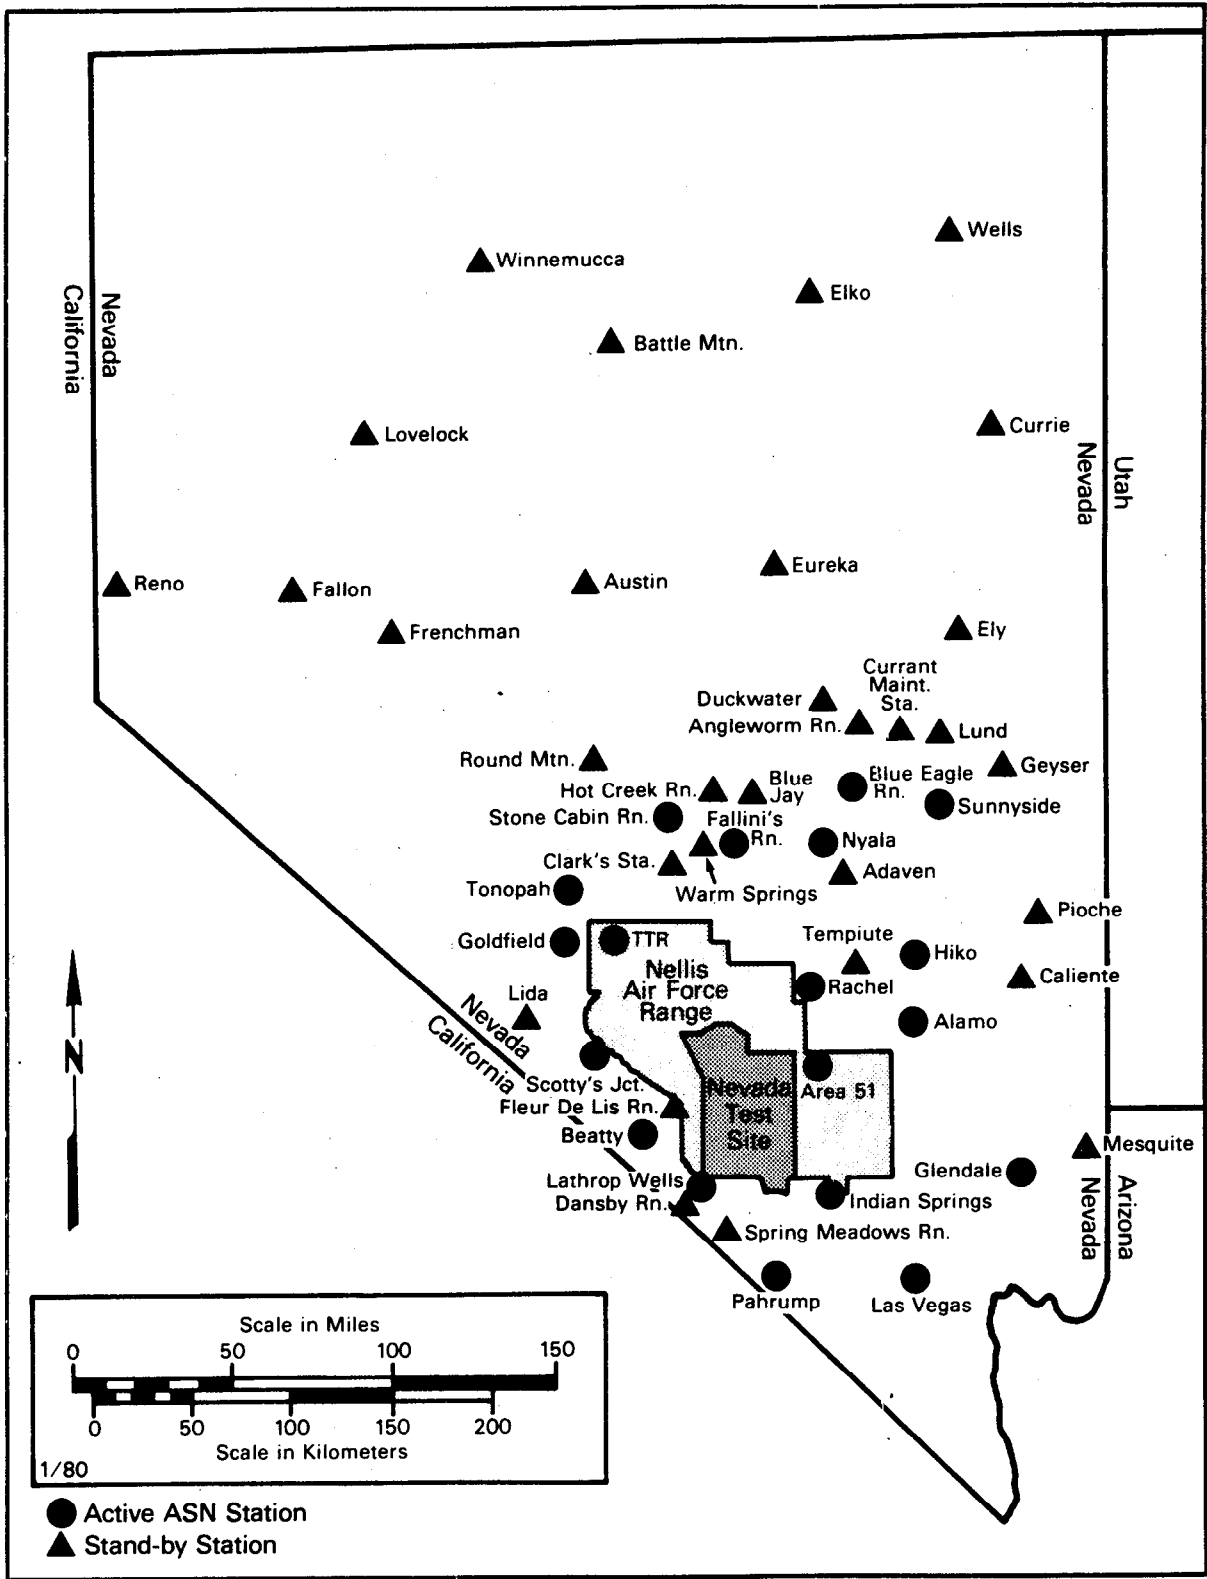 Wells
Winnemucca
Elko
Nevada
California
Battle Mtn.
Currie
Lovelock
Utah
Nevada
Eureka
Reno
Fallon
Austin
Frenchman
Ely
Currant
Maint.
Sta.
Duckwater
Angleworm Rn.
Lund
Round Mtn.
Geyser
Hot Creek Rn.
Blue
Jay
Blue Eagle
Rn.
Stone Cabin Rn.
Fallini's
Rn.
Sunnyside
Nyala
Clark's Sta.
Adaven
Tonopah
Warm Springs
Pioche
Tempiute
Goldfield
TTR
Hiko
Nellis
Air Force
Range
Rachel
Caliente
Lida
Alamo
Nevada
California
N
Scotty's Jct.
Area 51
Fleur De Lis Rn.
Nevada
Test
Site
Beatty
Mesquite
Glendale
Lathrop Wells
Dansby Rn.
Indian Springs
Arizona
Nevada
Spring Meadows Rn.
Pahrump
Las Vegas
Scale in Miles
0 50 100 150
0 50 100 150 200
Scale in Kilometers
1/80
Active ASN Station
Stand-by Station